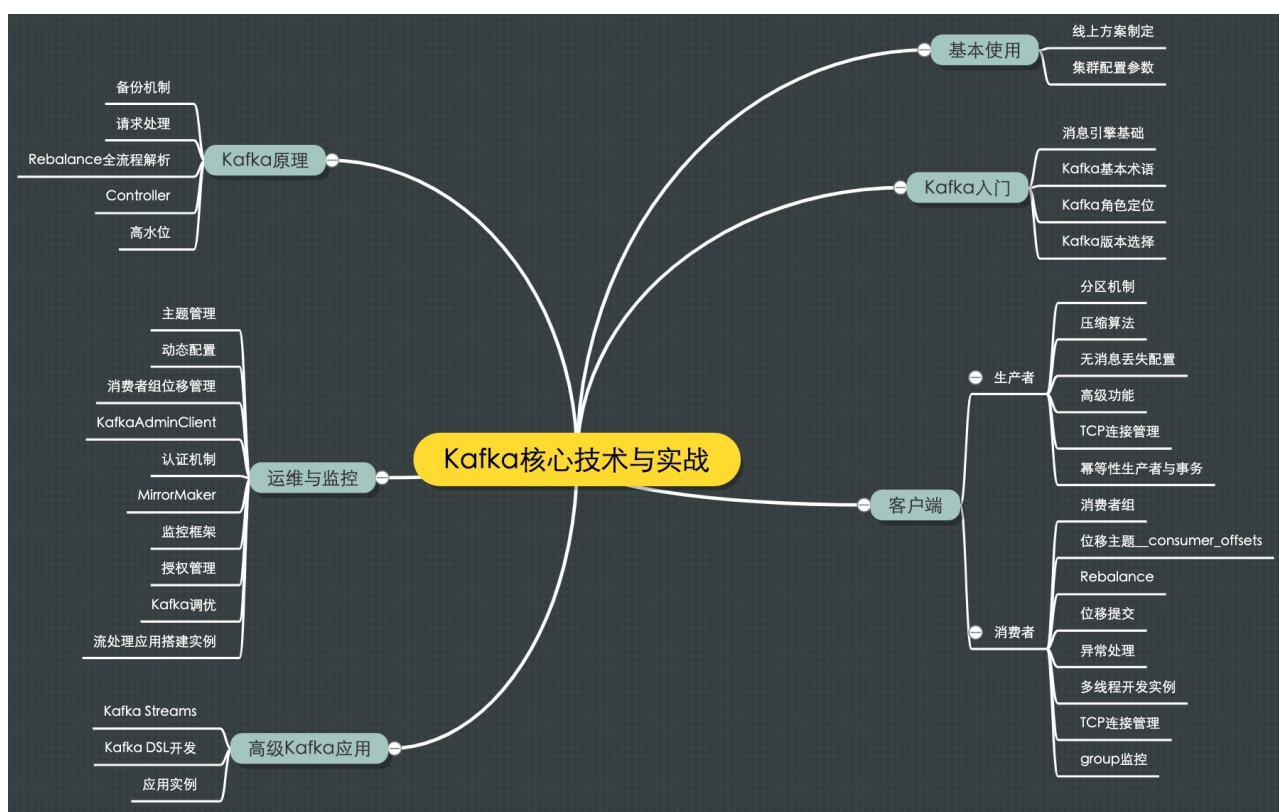 Kafka核心技术与实战
基本使用
线上方案制定
集群配置参数
Kafka入门
消息引擎基础
Kafka基本术语
Kafka角色定位
Kafka版本选择
客户端
生产者
分区机制
压缩算法
无消息丢失配置
高级功能
TCP连接管理
幂等性生产者与事务
消费者
消费者组
位移主题__consumer_offsets
Rebalance
位移提交
异常处理
多线程开发实例
TCP连接管理
group监控
Kafka原理
备份机制
请求处理
Rebalance全流程解析
Controller
高水位
运维与监控
主题管理
动态配置
消费者组位移管理
KafkaAdminClient
认证机制
MirrorMaker
监控框架
授权管理
Kafka调优
流处理应用搭建实例
高级Kafka应用
Kafka Streams
Kafka DSL开发
应用实例